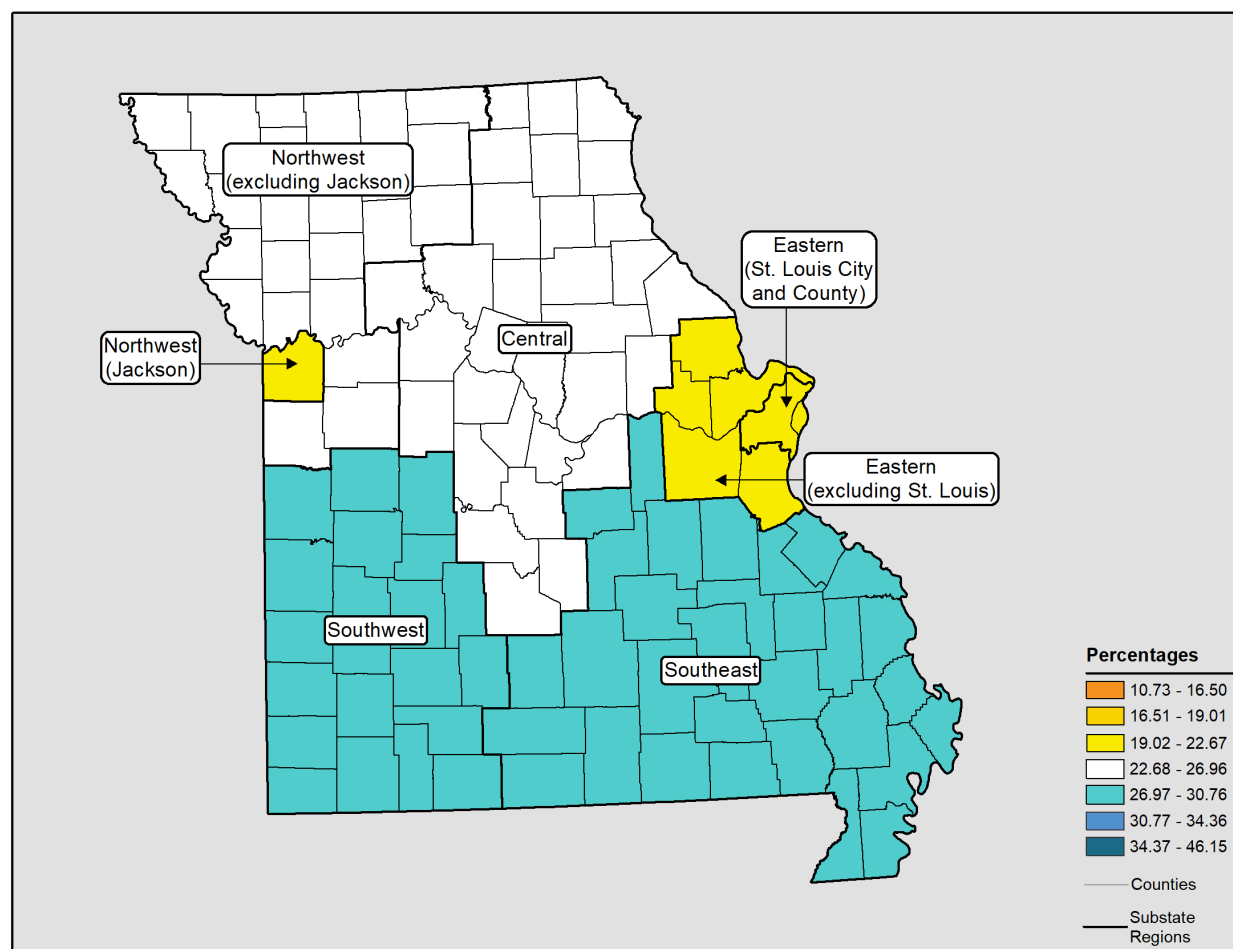 Northwest
(excluding Jackson)
Eastern
(St. Louis City
and County)
Central
Northwest
(Jackson)
Eastern
(excluding St. Louis)
Southwest
Southeast
Percentages
10.73 - 16.50
16.51 - 19.01
19.02 - 22.67
22.68 - 26.96
26.97 - 30.76
30.77 - 34.36
34.37 - 46.15
Counties
Substate
Regions